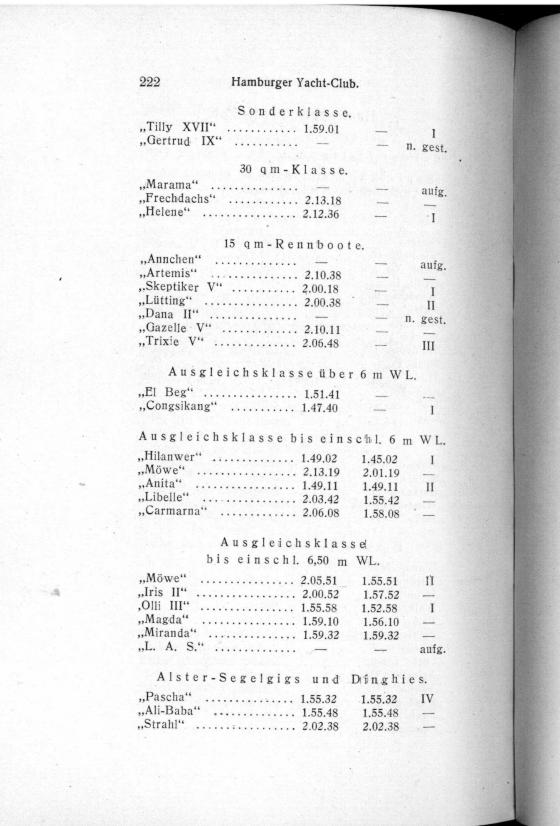 222 Hamburger Yacht-Club.
Sonderklasse.
„Tilly XVII“ ............ 1.59.01 — I
„Gertrud IX“ ........... — — n. gest.
30 qm-Klasse.
„Marama“ ............... — — aufg.
„Frechdachs“ ............ 2.13.18 — —
„Helene“ ................ 2.12.36 — I
15 qm-Rennboote.
„Annchen“ .............. — — aufg.
„Artemis“ ............... 2.10.38 — —
„Skeptiker V“ ........... 2.00.18 — I
„Lütting“ ................ 2.00.38 — II
„Dana II“ ............... — — n. gest.
„Gazelle V“ ............. 2.10.11 — —
„Trixie V“ .............. 2.06.48 — III
Ausgleichsklasse über 6 m WL.
„El Beg“ ................ 1.51.41 — —
„Congsikang“ ........... 1.47.40 — I
Ausgleichsklasse bis einschl. 6 m WL.
„Hilanwer“ .............. 1.49.02 1.45.02 I
„Möwe“ ................. 2.13.19 2.01.19 —
„Anita“ ................. 1.49.11 1.49.11 II
„Libelle“ ................ 2.03.42 1.55.42 —
„Carmarna“ ............. 2.06.08 1.58.08 —
Ausgleichsklasse
bis einschl. 6,50 m WL.
„Möwe“ ................ 2.05.51 1.55.51 II
„Iris II“ ................. 2.00.52 1.57.52 —
„Olli III“ ................ 1.55.58 1.52.58 I
„Magda“ ................ 1.59.10 1.56.10 —
„Miranda“ .............. 1.59.32 1.59.32 —
„L. A. S.“ .............. — — aufg.
Alster-Segelgigs und Dinghies.
„Pascha“ ............... 1.55.32 1.55.32 IV
„Ali-Baba“ .............. 1.55.48 1.55.48 —
„Strahl“ ................. 2.02.38 2.02.38 —